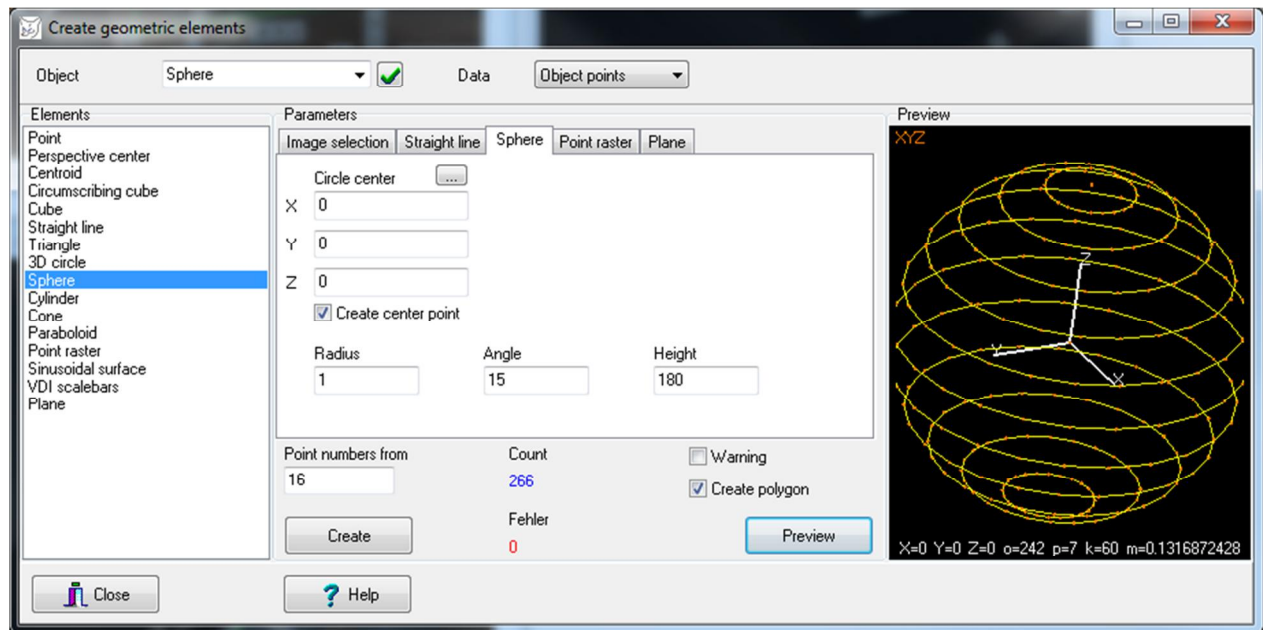 Create geometric elements
Object Sphere Data Object points
Elements
Point
Perspective center
Centroid
Circumscribing cube
Cube
Straight line
Triangle
3D circle
Sphere
Cylinder
Cone
Paraboloid
Point raster
Sinusoidal surface
VDI scalebars
Plane
Parameters
Image selection Straight line Sphere Point raster Plane
Circle center ...
X 0
Y 0
Z 0
Create center point
Radius Angle Height
1 15 180
Point numbers from Count Warning
16 266 Create polygon
Fehler
Create 0 Preview
Preview
XYZ
Z
Y
X
X=0 Y=0 Z=0 o=242 p=7 k=60 m=0.1316872428
Close ? Help